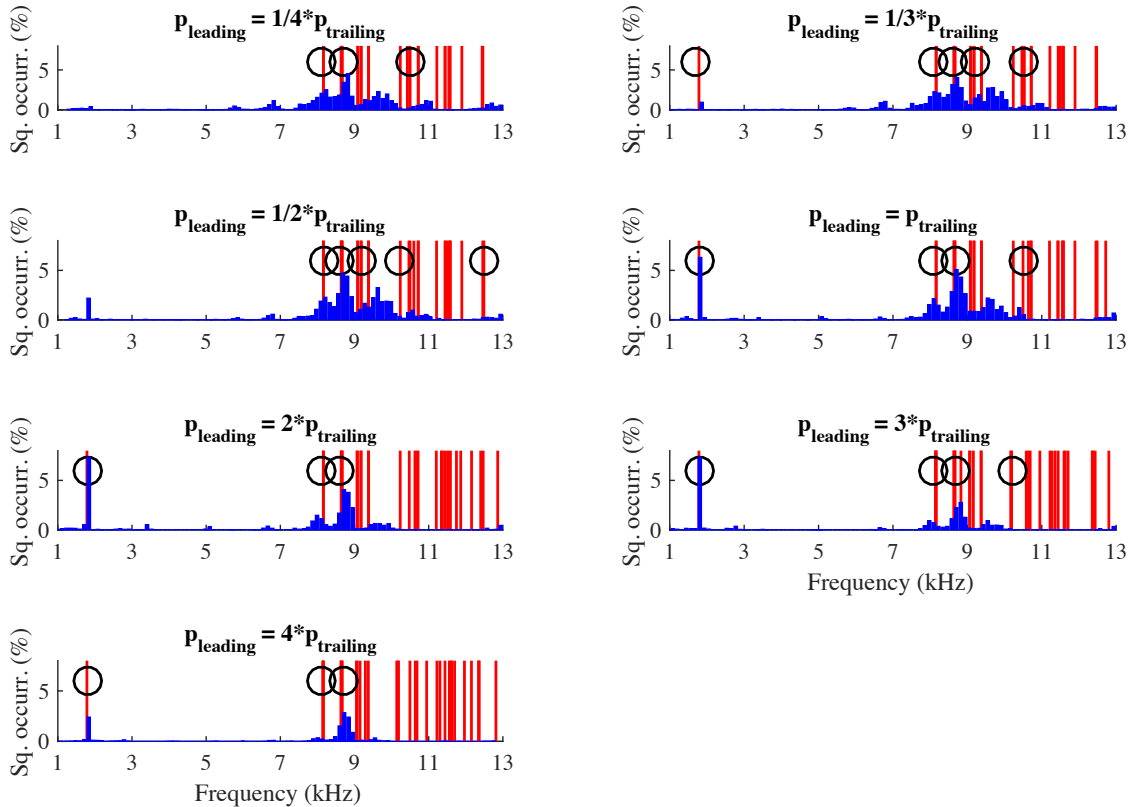 p_leading = 1/4*p_trailing
Sq. occurr. (%)
5
0
1 3 5 7 9 11 13
p_leading = 1/3*p_trailing
Sq. occurr. (%)
5
0
1 3 5 7 9 11 13
p_leading = 1/2*p_trailing
Sq. occurr. (%)
5
0
1 3 5 7 9 11 13
p_leading = p_trailing
Sq. occurr. (%)
5
0
1 3 5 7 9 11 13
p_leading = 2*p_trailing
Sq. occurr. (%)
5
0
1 3 5 7 9 11 13
p_leading = 3*p_trailing
Sq. occurr. (%)
5
0
1 3 5 7 9 11 13
Frequency (kHz)
p_leading = 4*p_trailing
Sq. occurr. (%)
5
0
1 3 5 7 9 11 13
Frequency (kHz)